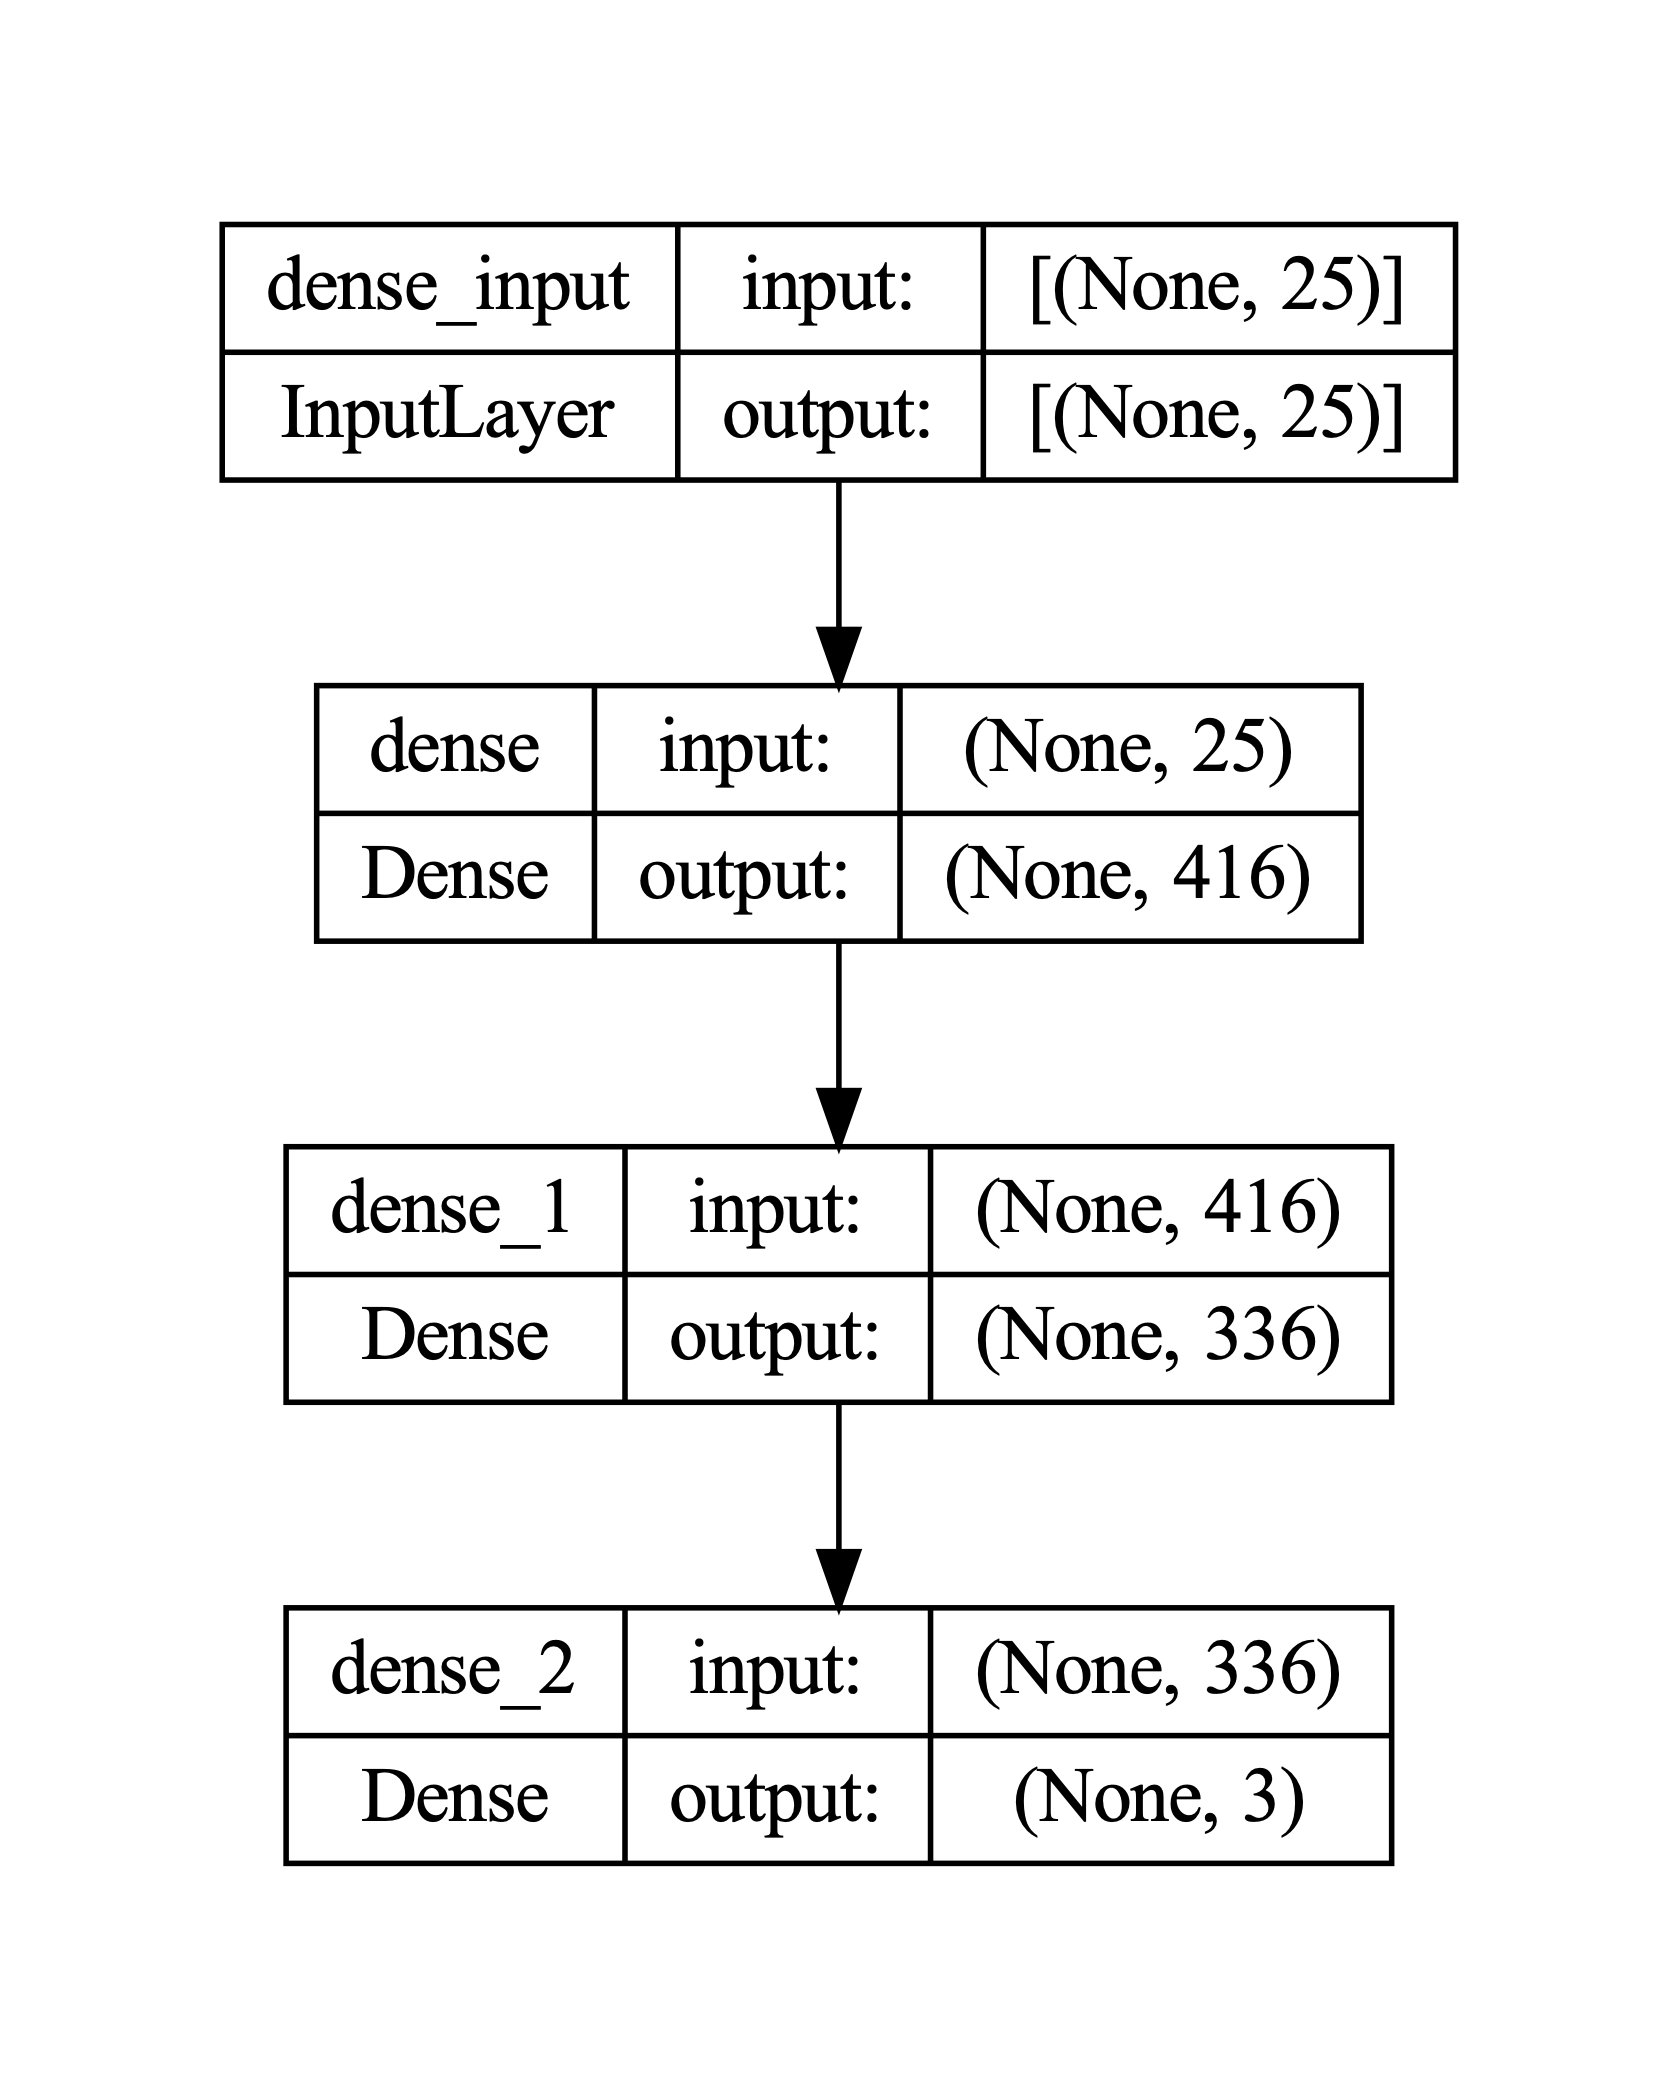 dense_input input: [(None, 25)]
InputLayer output: [(None, 25)]
dense input: (None, 25)
Dense output: (None, 416)
dense_1 input: (None, 416)
Dense output: (None, 336)
dense_2 input: (None, 336)
Dense output: (None, 3)